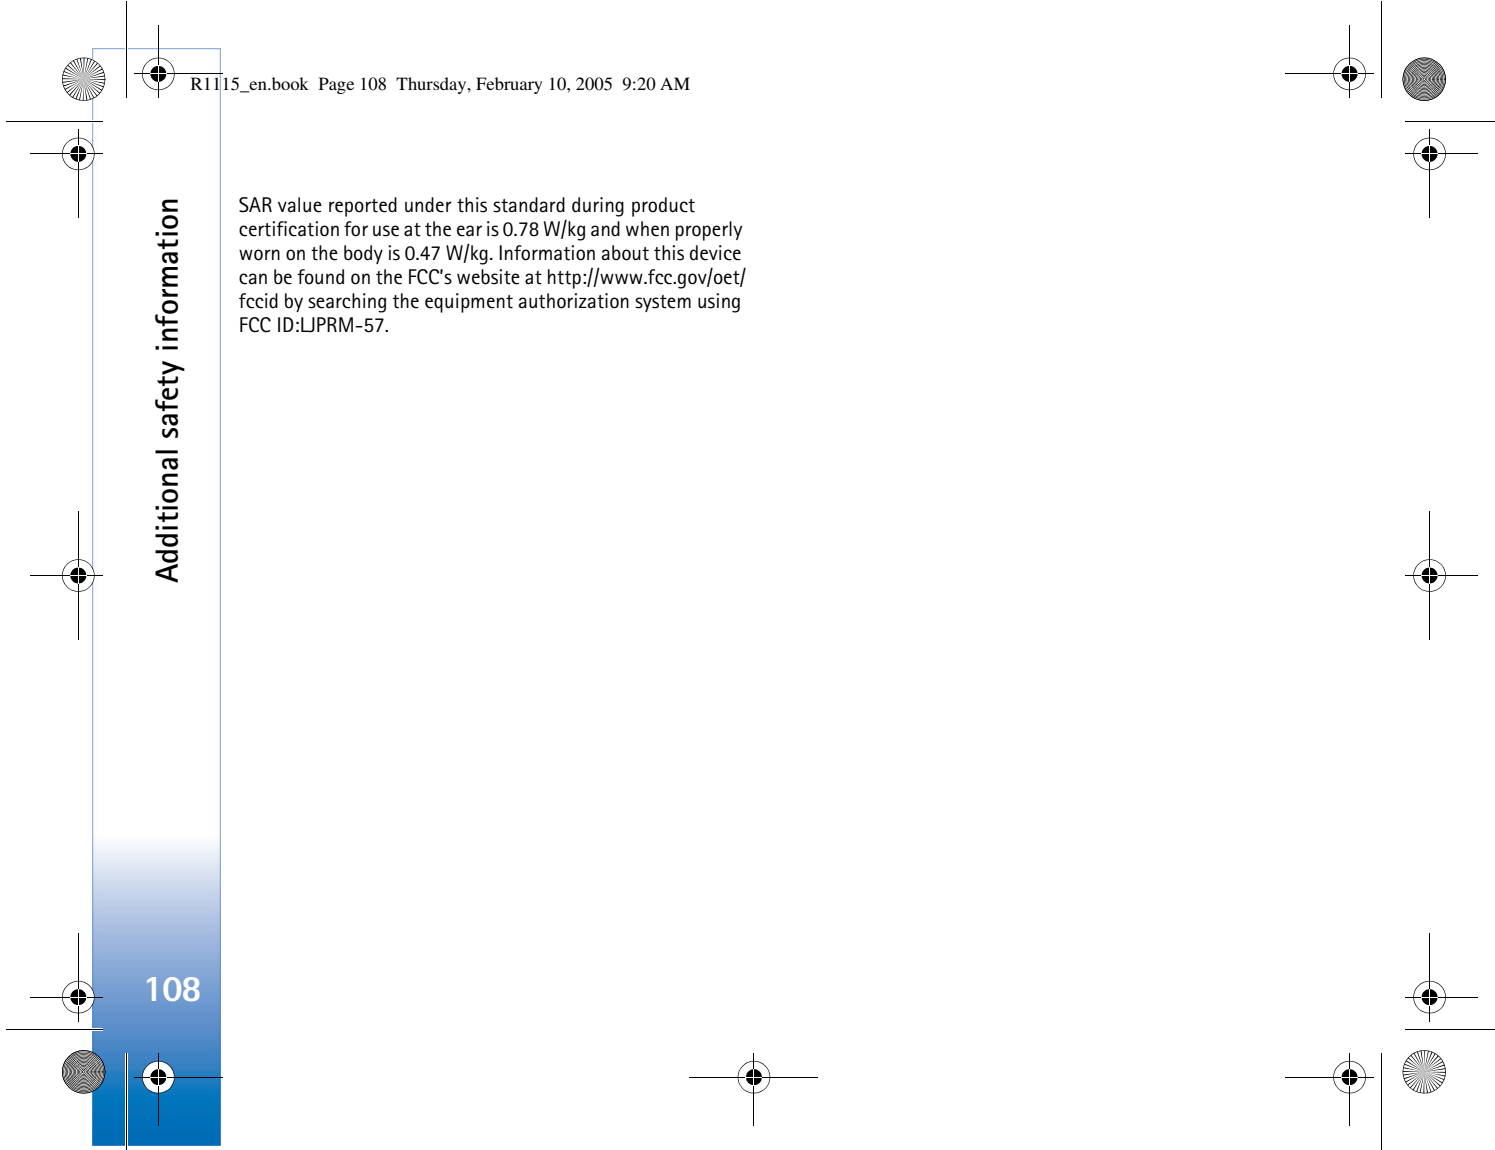 R1115_en.book  Page 108  Thursday, February 10, 2005  9:20 AM
Additional safety information
SAR value reported under this standard during product
certification for use at the ear is 0.78 W/kg and when properly
worn on the body is 0.47 W/kg. Information about this device
can be found on the FCC's website at http://www.fcc.gov/oet/
fccid by searching the equipment authorization system using
FCC ID:LJPRM-57.
108